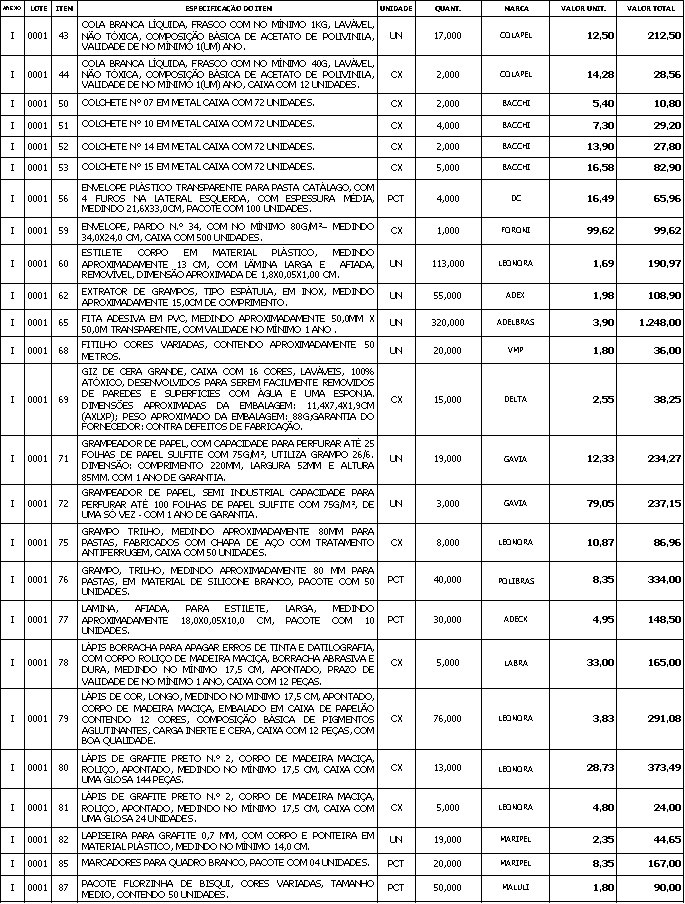 ANEXO LOTE ITEM ESPECIFICAÇÃO DO ITEM UNIDADE QUANT. MARCA VALOR UNIT. VALOR TOTAL
I 0001 43 COLA BRANCA LÍQUIDA, FRASCO COM NO MÍNIMO 1KG, LAVÁVEL,
NÃO TÓXICA, COMPOSIÇÃO BÁSICA DE ACETATO DE POLIVINILA,
VALIDADE DE NO MÍNIMO 1(UM) ANO. UN 17,000 COLAPEL 12,50 212,50
I 0001 44 COLA BRANCA LÍQUIDA, FRASCO COM NO MÍNIMO 40G, LAVÁVEL,
NÃO TÓXICA, COMPOSIÇÃO BÁSICA DE ACETATO DE POLIVINILA,
VALIDADE DE NO MÍNIMO 1(UM) ANO, CAIXA COM 12 UNIDADES. CX 2,000 COLAPEL 14,28 28,56
I 0001 50 COLCHETE Nº 07 EM METAL CAIXA COM 72 UNIDADES. CX 2,000 BACCHI 5,40 10,80
I 0001 51 COLCHETE Nº 10 EM METAL CAIXA COM 72 UNIDADES. CX 4,000 BACCHI 7,30 29,20
I 0001 52 COLCHETE Nº 14 EM METAL CAIXA COM 72 UNIDADES. CX 2,000 BACCHI 13,90 27,80
I 0001 53 COLCHETE Nº 15 EM METAL CAIXA COM 72 UNIDADES. CX 5,000 BACCHI 16,58 82,90
I 0001 56 ENVELOPE PLÁSTICO TRANSPARENTE PARA PASTA CATÁLAGO, COM
4 FUROS NA LATERAL ESQUERDA, COM ESPESSURA MÉDIA,
MEDINDO 21,6X33,0CM, PACOTE COM 100 UNIDADES. PCT 4,000 DC 16,49 65,96
I 0001 59 ENVELOPE, PARDO N.º 34, COM NO MÍNIMO 80G/M²– MEDINDO
34,0X24,0 CM, CAIXA COM 500 UNIDADES. CX 1,000 FORONI 99,62 99,62
I 0001 60 ESTILETE CORPO EM MATERIAL PLÁSTICO, MEDINDO
APROXIMADAMENTE 13 CM, COM LÂMINA LARGA E AFIADA,
REMOVÍVEL, DIMENSÃO APROXIMADA DE 1,8X0,05X1,00 CM. UN 113,000 LEONORA 1,69 190,97
I 0001 62 EXTRATOR DE GRAMPOS, TIPO ESPÁTULA, EM INOX, MEDINDO
APROXIMADAMENTE 15,0CM DE COMPRIMENTO. UN 55,000 ADEX 1,98 108,90
I 0001 65 FITA ADESIVA EM PVC, MEDINDO APROXIMADAMENTE 50,0MM X
50,0M TRANSPARENTE, COM VALIDADE NO MÍNIMO 1 ANO . UN 320,000 ADELBRAS 3,90 1.248,00
I 0001 68 FITILHO CORES VARIADAS, CONTENDO APROXIMADAMENTE 50
METROS. UN 20,000 VMP 1,80 36,00
I 0001 69 GIZ DE CERA GRANDE, CAIXA COM 16 CORES, LAVÁVEIS, 100%
ATÓXICO, DESENVOLVIDOS PARA SEREM FACILMENTE REMOVIDOS
DE PAREDES E SUPERFICIES COM ÁGUA E UMA ESPONJA.
DIMENSÕES APROXIMADAS DA EMBALAGEM: 11,4X7,4X1,9CM
(AXLXP); PESO APROXIMADO DA EMBALAGEM: 88G;GARANTIA DO
FORNECEDOR: CONTRA DEFEITOS DE FABRICAÇÃO. CX 15,000 DELTA 2,55 38,25
I 0001 71 GRAMPEADOR DE PAPEL, COM CAPACIDADE PARA PERFURAR ATÉ 25
FOLHAS DE PAPEL SULFITE COM 75G/M², UTILIZA GRAMPO 26/6.
DIMENSÃO: COMPRIMENTO 220MM, LARGURA 52MM E ALTURA
85MM. COM 1 ANO DE GARANTIA. UN 19,000 GAVIA 12,33 234,27
I 0001 72 GRAMPEADOR DE PAPEL, SEMI INDUSTRIAL CAPACIDADE PARA
PERFURAR ATÉ 100 FOLHAS DE PAPEL SULFITE COM 75G/M², DE
UMA SÓ VEZ - COM 1 ANO DE GARANTIA. UN 3,000 GAVIA 79,05 237,15
I 0001 75 GRAMPO TRILHO, MEDINDO APROXIMADAMENTE 80MM PARA
PASTAS, FABRICADOS COM CHAPA DE AÇO COM TRATAMENTO
ANTIFERRUGEM, CAIXA COM 50 UNIDADES. CX 8,000 LEONORA 10,87 86,96
I 0001 76 GRAMPO, TRILHO, MEDINDO APROXIMADAMENTE 80 MM PARA
PASTAS, EM MATERIAL DE SILICONE BRANCO, PACOTE COM 50
UNIDADES. PCT 40,000 POLIBRAS 8,35 334,00
I 0001 77 LAMINA, AFIADA, PARA ESTILETE, LARGA, MEDINDO
APROXIMADAMENTE 18,0X0,05X10,0 CM, PACOTE COM 10
UNIDADES. PCT 30,000 ADECK 4,95 148,50
I 0001 78 LÁPIS BORRACHA PARA APAGAR ERROS DE TINTA E DATILOGRAFIA,
COM CORPO ROLIÇO DE MADEIRA MACIÇA, BORRACHA ABRASIVA E
DURA, MEDINDO NO MÍNIMO 17,5 CM, APONTADO, PRAZO DE
VALIDADE DE NO MÍNIMO 1 ANO, CAIXA COM 12 PEÇAS. CX 5,000 LABRA 33,00 165,00
I 0001 79 LÁPIS DE COR, LONGO, MEDINDO NO MINIMO 17,5 CM, APONTADO,
CORPO DE MADEIRA MACIÇA, EMBALADO EM CAIXA DE PAPELÃO
CONTENDO 12 CORES, COMPOSIÇÃO BÁSICA DE PIGMENTOS
AGLUTINANTES, CARGA INERTE E CERA, CAIXA COM 12 PEÇAS, COM
BOA QUALIDADE. CX 76,000 LEONORA 3,83 291,08
I 0001 80 LÁPIS DE GRAFITE PRETO N.º 2, CORPO DE MADEIRA MACIÇA,
ROLIÇO, APONTADO, MEDINDO NO MÍNIMO 17,5 CM, CAIXA COM
UMA GLOSA 144 PEÇAS. CX 13,000 LEONORA 28,73 373,49
I 0001 81 LÁPIS DE GRAFITE PRETO N.º 2, CORPO DE MADEIRA MACIÇA,
ROLIÇO, APONTADO, MEDINDO NO MÍNIMO 17,5 CM, CAIXA COM
UMA GLOSA 24 UNIDADES. CX 5,000 LEONORA 4,80 24,00
I 0001 82 LAPISEIRA PARA GRAFITE 0,7 MM, COM CORPO E PONTEIRA EM
MATERIAL PLÁSTICO, MEDINDO NO MÍNIMO 14,0 CM. UN 19,000 MARIPEL 2,35 44,65
I 0001 85 MARCADORES PARA QUADRO BRANCO, PACOTE COM 04 UNIDADES. PCT 20,000 MARIPEL 8,35 167,00
I 0001 87 PACOTE FLORZINHA DE BISQUI, CORES VARIADAS, TAMANHO
MEDIO, CONTENDO 50 UNIDADES. PCT 50,000 MALULI 1,80 90,00